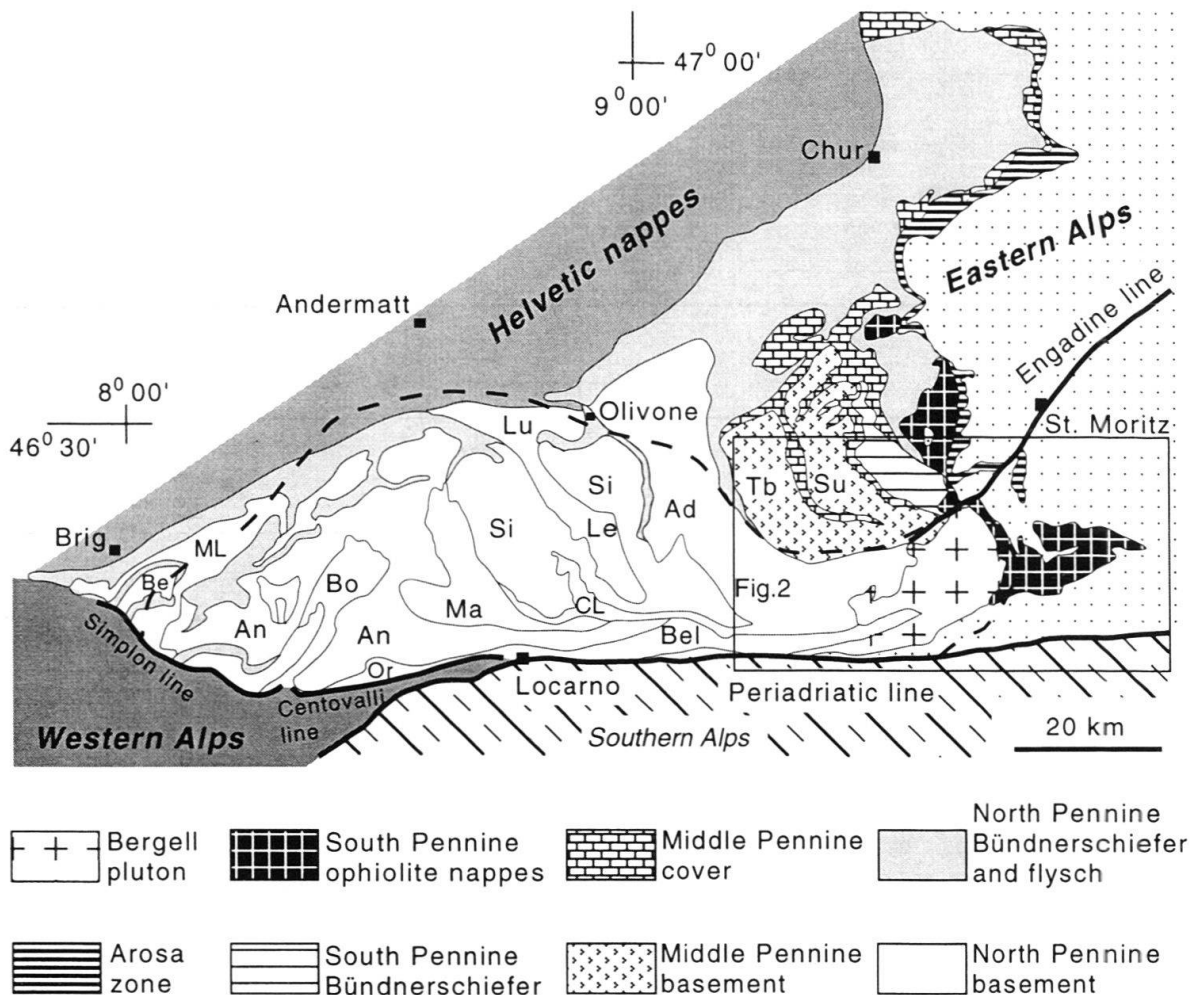 47⁰ 00'
9⁰ 00'
Chur
Helvetic nappes
Eastern Alps
Andermatt
Engadine line
8⁰ 00'
46⁰ 30'
Lu
Olivone
St. Moritz
Si
Tb
Su
Ad
Brig
ML
Si
Le
Be
Bo
Fig.2
CL
An
Ma
An
Bel
Simplon line
Or
Locarno
Periadriatic line
Centovalli
line
Western Alps
Southern Alps
20 km
Bergell
pluton
South Pennine
ophiolite nappes
Middle Pennine
cover
North Pennine
Bündnerschiefer
and flysch
Arosa
zone
South Pennine
Bündnerschiefer
Middle Pennine
basement
North Pennine
basement